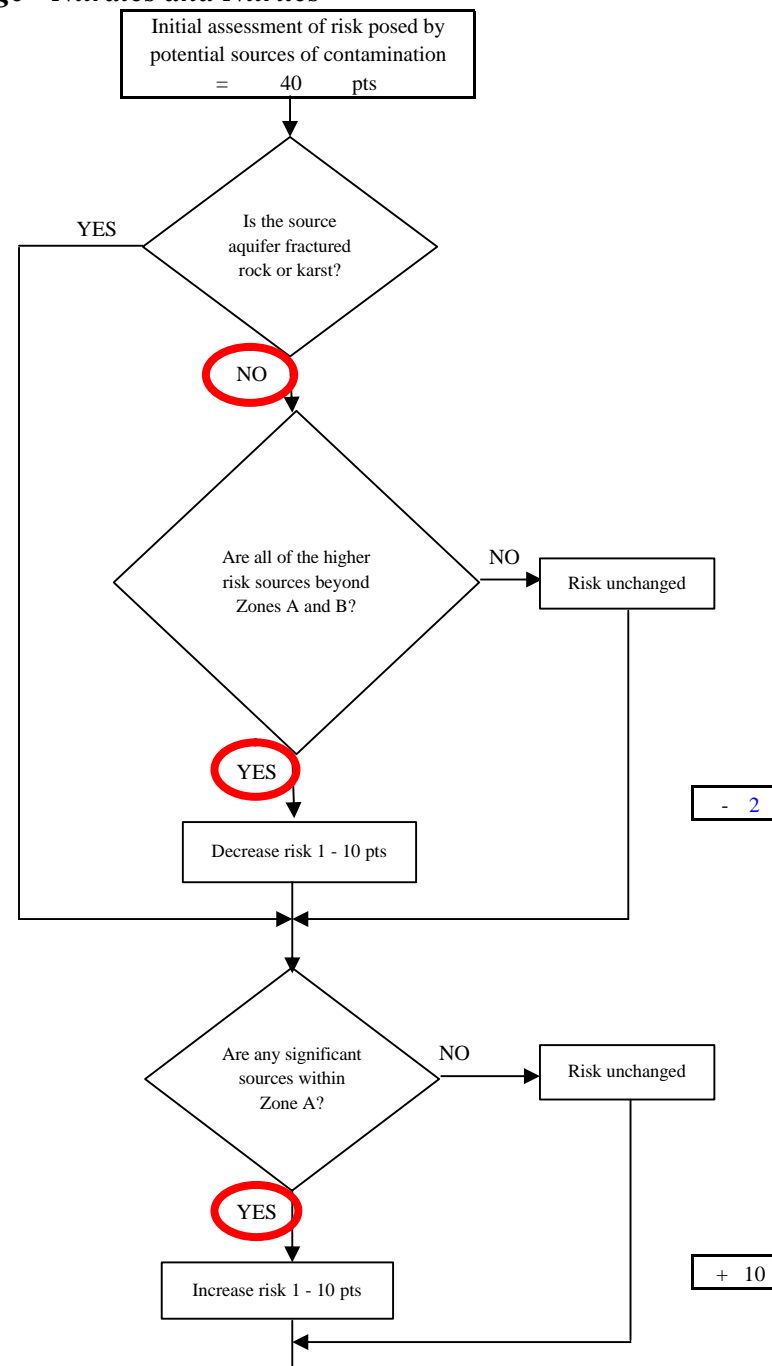 Initial assessment of risk posed by
potential sources of contamination
= 40 pts
YES
Is the source
aquifer fractured
rock or karst?
NO
Are all of the higher
risk sources beyond
Zones A and B?
NO
Risk unchanged
YES
- 2
Decrease risk 1 - 10 pts
Are any significant
sources within
Zone A?
NO
Risk unchanged
YES
+ 10
Increase risk 1 - 10 pts